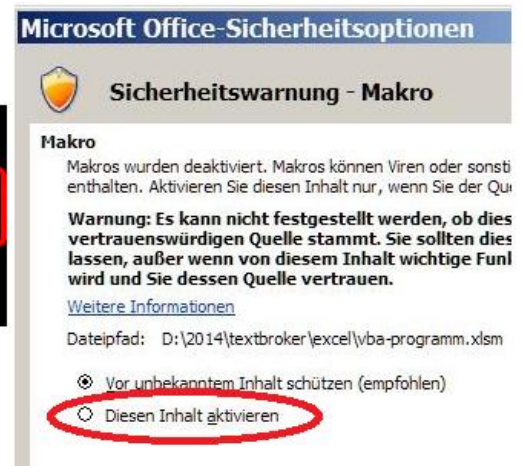 Microsoft Office-Sicherheitsoptionen
Sicherheitswarnung - Makro
Makro
Makros wurden deaktiviert. Makros können Viren oder sonsti
enthalten. Aktivieren Sie diesen Inhalt nur, wenn Sie der Qu
Warnung: Es kann nicht festgestellt werden, ob dies
vertrauenswürdigen Quelle stammt. Sie sollten dies
lassen, außer wenn von diesem Inhalt wichtige Funl
wird und Sie dessen Quelle vertrauen.
Weitere Informationen
Dateipfad: D:\2014\textbroker\excel\vba-programm.xlsm
Vor unbekanntem Inhalt schützen (empfohlen)
Diesen Inhalt aktivieren